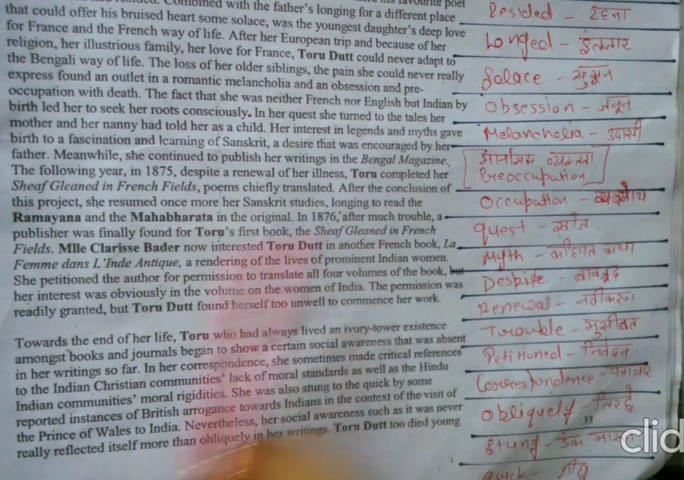 favourite poet
Combined with the father's longing for a different place
that could offer his bruised heart some solace, was the youngest daughter's deep love
for France and the French way of life. After her European trip and because of her
religion, her illustrious family, her love for France, Toru Dutt could never adapt to
the Bengali way of life. The loss of her older siblings, the pain she could never really
express found an outlet in a romantic melancholia and an obsession and pre-
occupation with death. The fact that she was neither French nor English but Indian by
birth led her to seek her roots consciously. In her quest she turned to the tales her
mother and her nanny had told her as a child. Her interest in legends and myths gave
birth to a fascination and learning of Sanskrit, a desire that was encouraged by her
father. Meanwhile, she continued to publish her writings in the Bengal Magazine.
The following year, in 1875, despite a renewal of her illness, Toru completed her
Sheaf Gleaned in French Fields, poems chiefly translated. After the conclusion of
this project, she resumed once more her Sanskrit studies, longing to read the
Ramayana and the Mahabharata in the original. In 1876, after much trouble, a
publisher was finally found for Toru's first book, the Sheaf Gleaned in French
Fields. Mlle Clarisse Bader now interested Toru Dutt in another French book, La
Femme dans L'Inde Antique, a rendering of the lives of prominent Indian women.
She petitioned the author for permission to translate all four volumes of the book, but
her interest was obviously in the volume on the women of India. The permission was
readily granted, but Toru Dutt found herself too unwell to commence her work.
Towards the end of her life, Toru who had always lived an ivory-tower existence
amongst books and journals began to show a certain social awareness that was absent
in her writings so far. In her correspondence, she sometimes made critical references
to the Indian Christian communities' lack of moral standards as well as the Hindu
Indian communities' moral rigidities. She was also stung to the quick by some
reported instances of British arrogance towards Indians in the context of the visit of
the Prince of Wales to India. Nevertheless, her social awareness such as it was never
really reflected itself more than obliquely in her writings. Toru Dutt too died young
Resided - रहना
Longed - इंतजार
Solace -
Obsession - जनून
Melancholia - उदासी
Preoccupation
Occupation - व्यवसाय
quest - खोज
Myth -
Despite - बावजूद
Renewal - नवीकरण
Trouble - मुसीबत
Petitioned - निवेदन
Correspondence - पत्राचार
Obliquely - तिरछे
33
Stung - डंक
quick - शीघ्र
clid